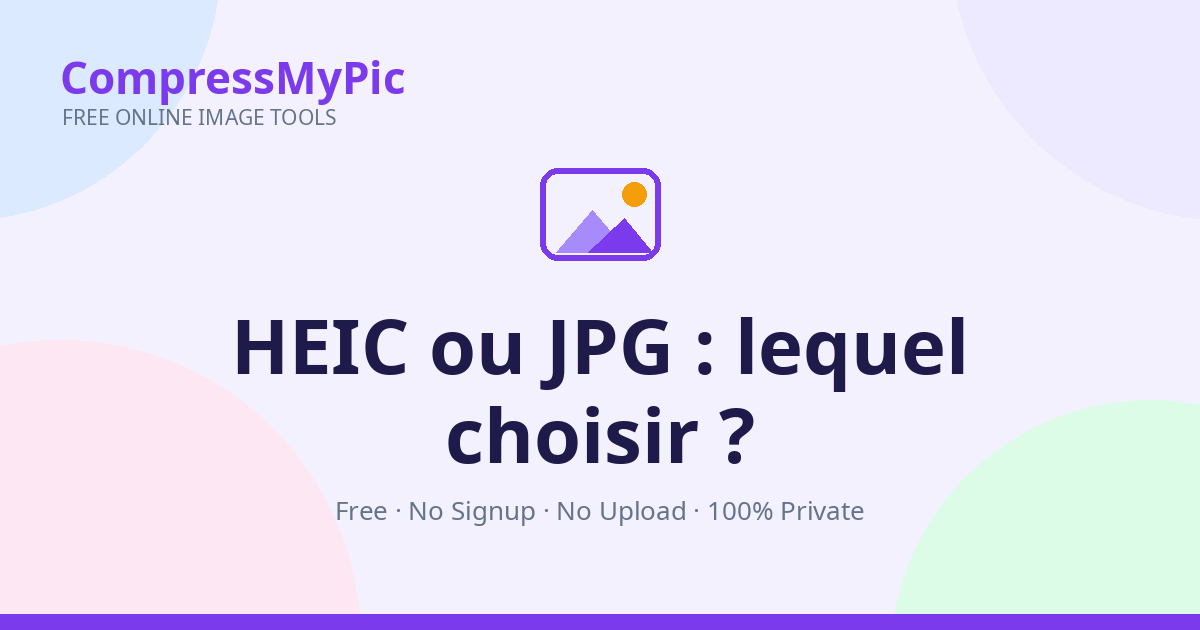 CompressMyPic
FREE ONLINE IMAGE TOOLS
HEIC ou JPG : lequel
choisir ?
Free · No Signup · No Upload · 100% Private